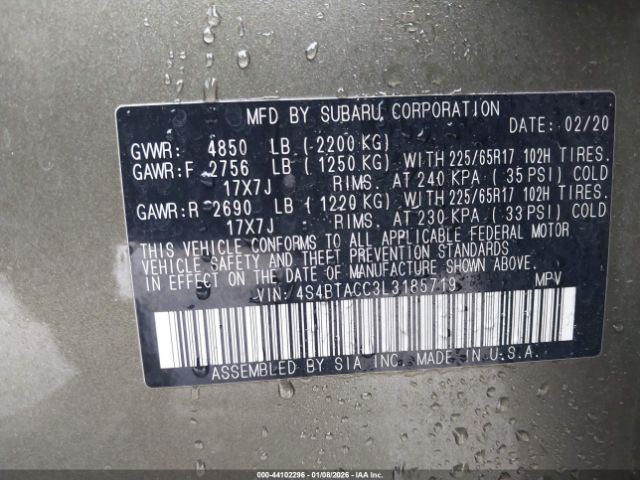 MFD BY SUBARU CORPORATION
DATE: 02/20
GVWR: 4850 LB (2200 KG)
GAWR:F 2756 LB (1250 KG) WITH 225/65R17 102H TIRES.
17X7J RIMS. AT 240 KPA (35 PSI) COLD
GAWR:R 2690 LB (1220 KG) WITH 225/65R17 102H TIRES.
17X7J RIMS. AT 230 KPA (33 PSI) COLD
THIS VEHICLE CONFORMS TO ALL APPLICABLE FEDERAL MOTOR
VEHICLE SAFETY AND THEFT PREVENTION STANDARDS
IN EFFECT ON THE DATE OF MANUFACTURE SHOWN ABOVE.
VIN: 4S4BTACC3L3185719 MPV
ASSEMBLED BY SIA INC. MADE IN U.S.A.
000-44102296 - 01/08/2026 - IAAI.COM